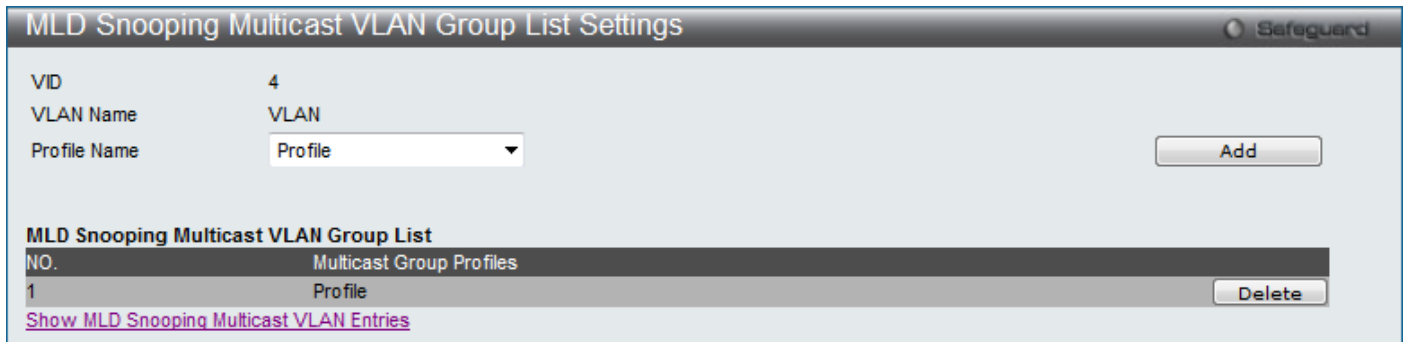 MLD Snooping Multicast VLAN Group List Settings
Safeguard
VID 4
VLAN Name VLAN
Profile Name Profile Add
MLD Snooping Multicast VLAN Group List
NO. Multicast Group Profiles
1 Profile Delete
Show MLD Snooping Multicast VLAN Entries